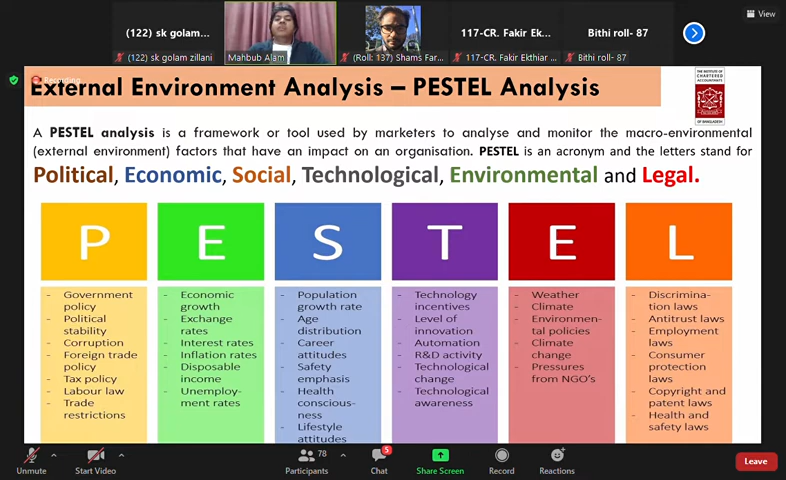 View
(122) sk golam...
117-CR. Fakir Ek...
Bithi roll- 87
(122) sk golam zillani
Mahbub Alam
(Roll: 137) Shams Far...
117-CR. Fakir Ekthiar ...
Bithi roll- 87
Recording
External Environment Analysis – PESTEL Analysis
THE INSTITUTE OF
CHARTERED
ACCOUNTANTS
OF BANGLADESH
A PESTEL analysis is a framework or tool used by marketers to analyse and monitor the macro-environmental
(external environment) factors that have an impact on an organisation. PESTEL is an acronym and the letters stand for
Political, Economic, Social, Technological, Environmental and Legal.
P E S T E L
- Government
policy
- Political
stability
- Corruption
- Foreign trade
policy
- Tax policy
- Labour law
- Trade
restrictions
- Economic
growth
- Exchange
rates
- Interest rates
- Inflation rates
- Disposable
income
- Unemploy-
ment rates
- Population
growth rate
- Age
distribution
- Career
attitudes
- Safety
emphasis
- Health
conscious-
ness
- Lifestyle
attitudes
- Technology
incentives
- Level of
innovation
- Automation
- R&D activity
- Technological
change
- Technological
awareness
- Weather
- Climate
- Environmen-
tal policies
- Climate
change
- Pressures
from NGO's
- Discrimina-
tion laws
- Antitrust laws
- Employment
laws
- Consumer
protection
laws
- Copyright and
patent laws
- Health and
safety laws
Unmute
Start Video
78
Participants
5
Chat
Share Screen
Record
Reactions
Leave